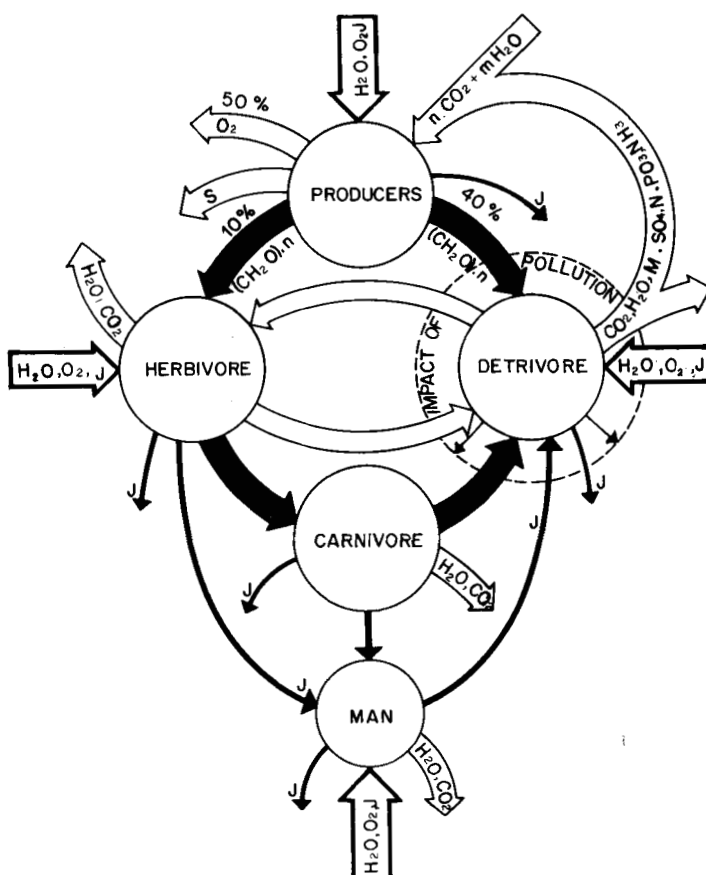 H2O,O2J
n.CO2+mH2O
50 %
O2
PRODUCERS
S
J
10%
40%
(CH2O)n
(CH2O)n
CO2,H2O,M.SO4,N.PO3,NH3
IMPACT OF POLLUTION
H2O,CO2
H2O,O2,J
HERBIVORE
DETRIVORE
H2O,O2,J
J
J
J
CARNIVORE
J
H2O,CO2
J
MAN
J
H2O,CO2
H2O,O2,J